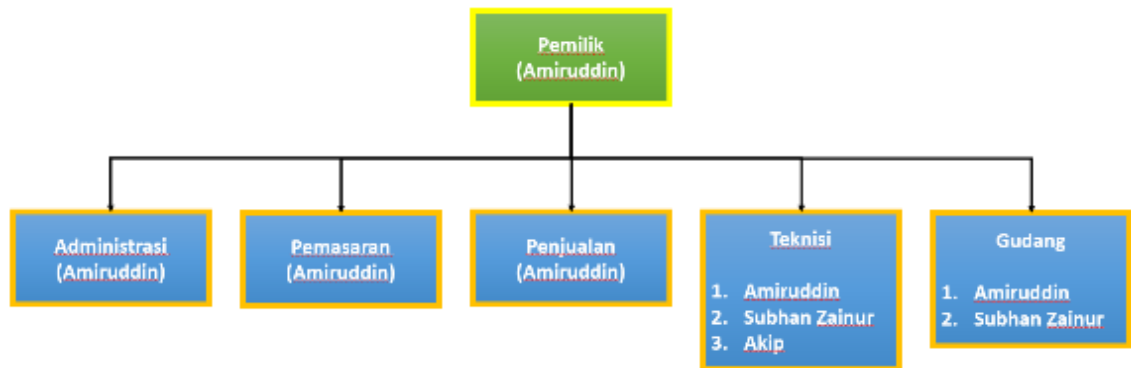 Pemilik
(Amiruddin)
Administrasi
(Amiruddin)
Pemasaran
(Amiruddin)
Penjualan
(Amiruddin)
Teknisi
1. Amiruddin
2. Subhan Zainur
3. Akip
Gudang
1. Amiruddin
2. Subhan Zainur